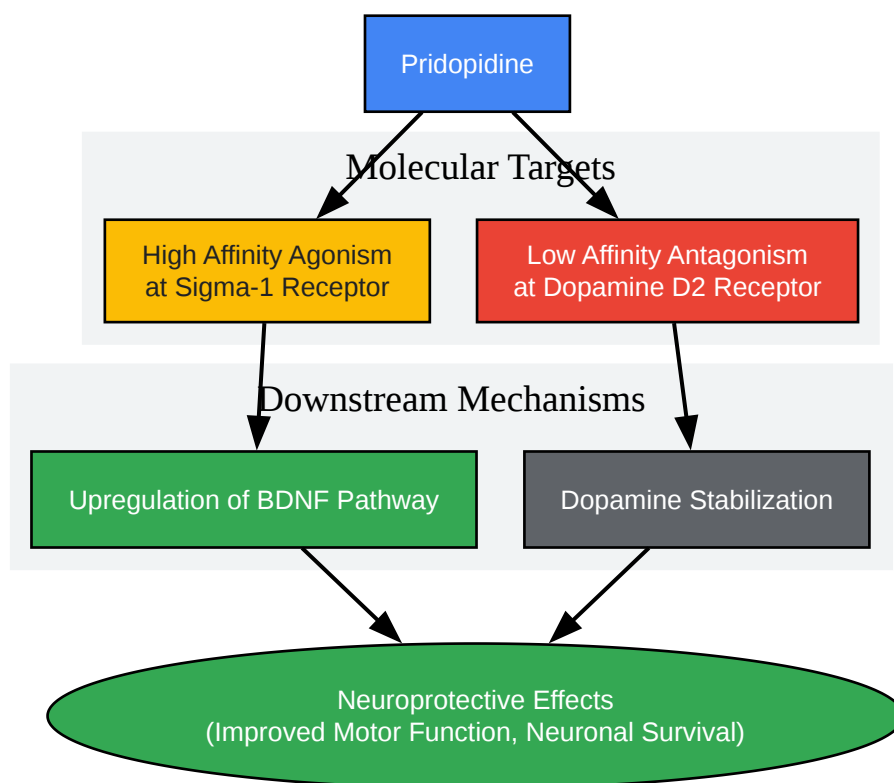 Pridopidine
Molecular Targets
High Affinity Agonism
at Sigma-1 Receptor
Low Affinity Antagonism
at Dopamine D2 Receptor
Downstream Mechanisms
Upregulation of BDNF Pathway
Dopamine Stabilization
Neuroprotective Effects
(Improved Motor Function, Neuronal Survival)